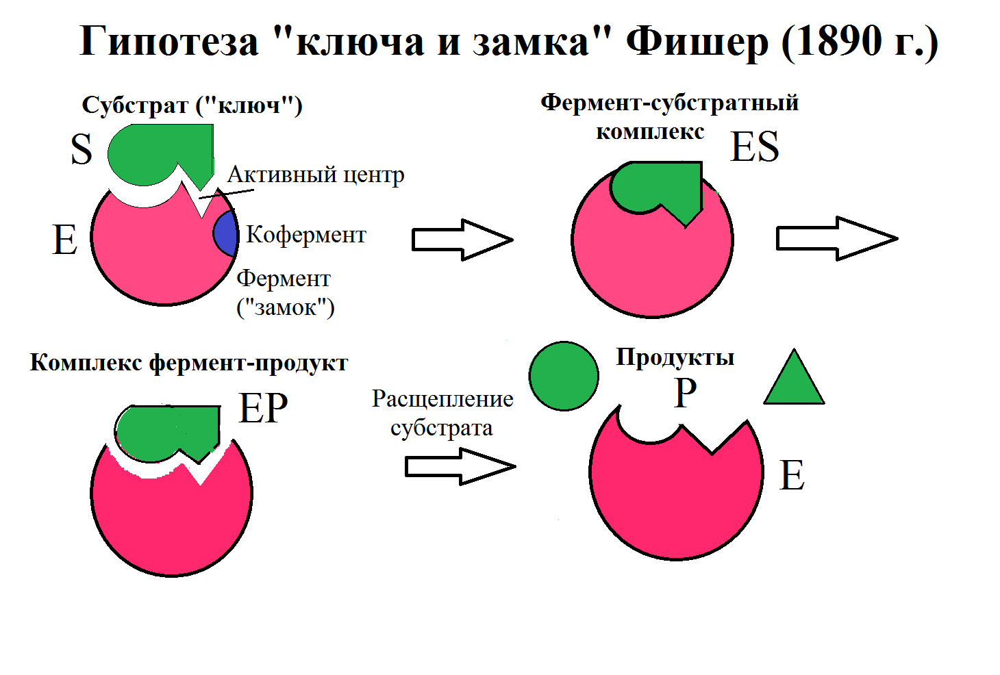 Гипотеза "ключа и замка" Фишер (1890 г.)
Субстрат ("ключ")
S
Активный центр
E
Кофермент
Фермент
("замок")
Фермент-субстратный
комплекс
ES
Комплекс фермент-продукт
EP
Расщепление
субстрата
Продукты
P
E